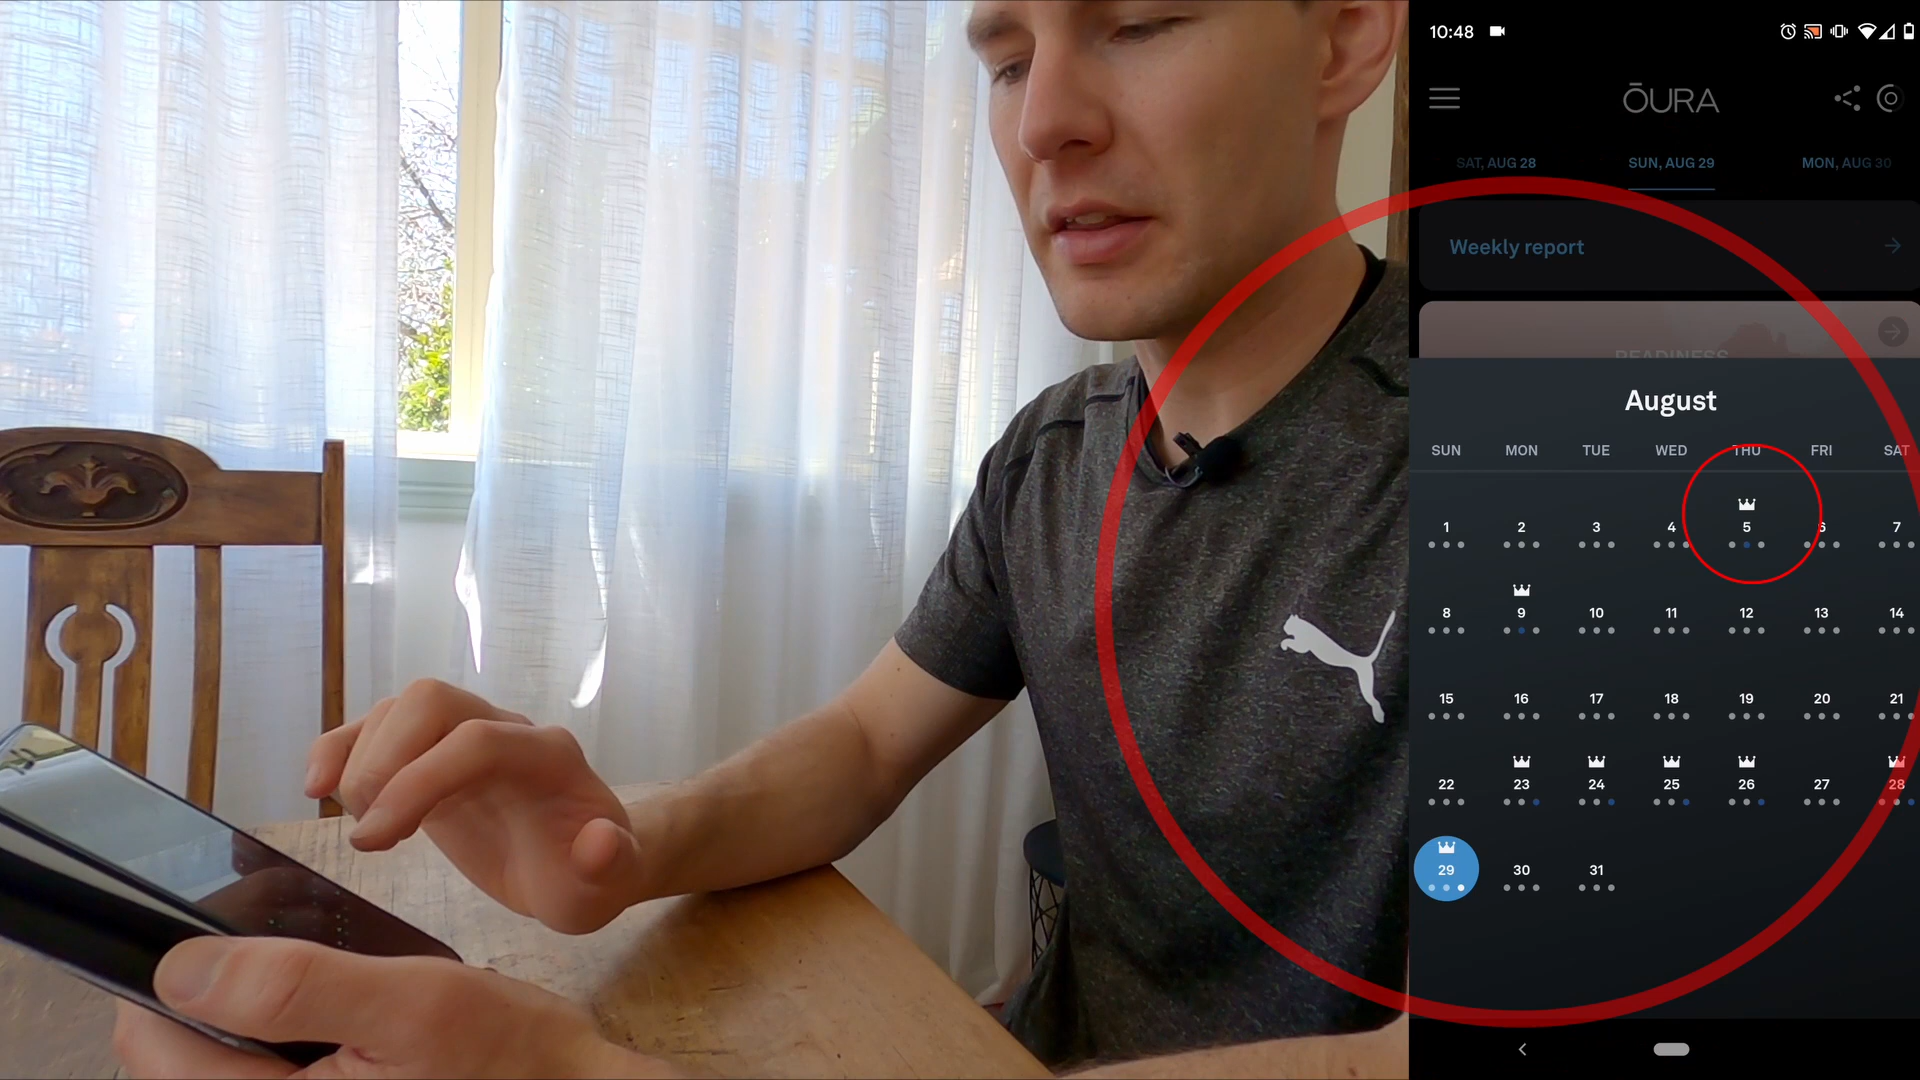 10:48
ŌURA
SAT, AUG 28 SUN, AUG 29 MON, AUG 30
Weekly report
READINESS
August
SUN MON TUE WED THU FRI SAT
1 2 3 4 5 6 7
8 9 10 11 12 13 14
15 16 17 18 19 20 21
22 23 24 25 26 27 28
29 30 31